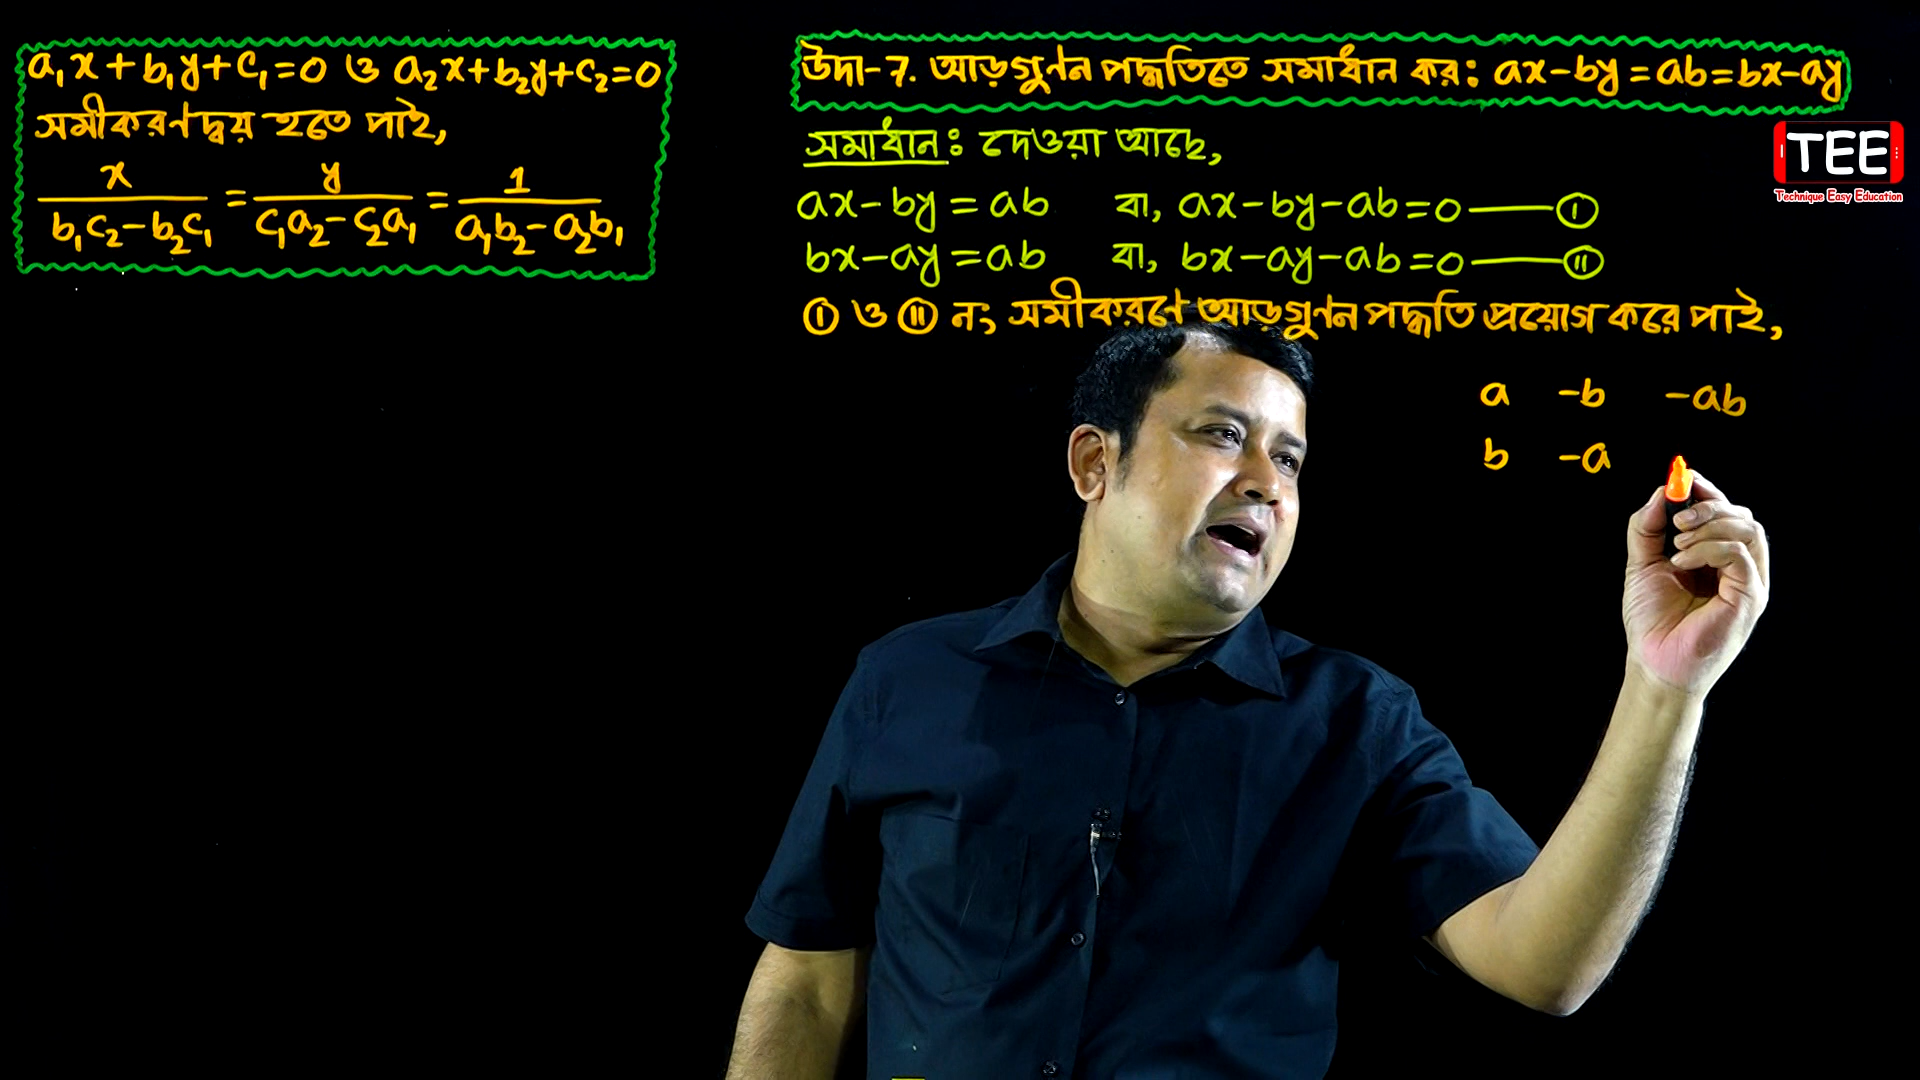 a₁x + b₁y + c₁ = 0 ও a₂x + b₂y + c₂ = 0
সমীকরণদ্বয় হতে পাই,
x/(b₁c₂ - b₂c₁) = y/(c₁a₂ - c₂a₁) = 1/(a₁b₂ - a₂b₁)
উদা-7. আড়গুণন পদ্ধতিতে সমাধান কর: ax - by = ab = bx - ay
TEE
Technique Easy Education
সমাধান: দেওয়া আছে,
ax - by = ab বা, ax - by - ab = 0 —— (i)
bx - ay = ab বা, bx - ay - ab = 0 —— (ii)
(i) ও (ii) নং সমীকরণে আড়গুণন পদ্ধতি প্রয়োগ করে পাই,
a -b -ab
b -a